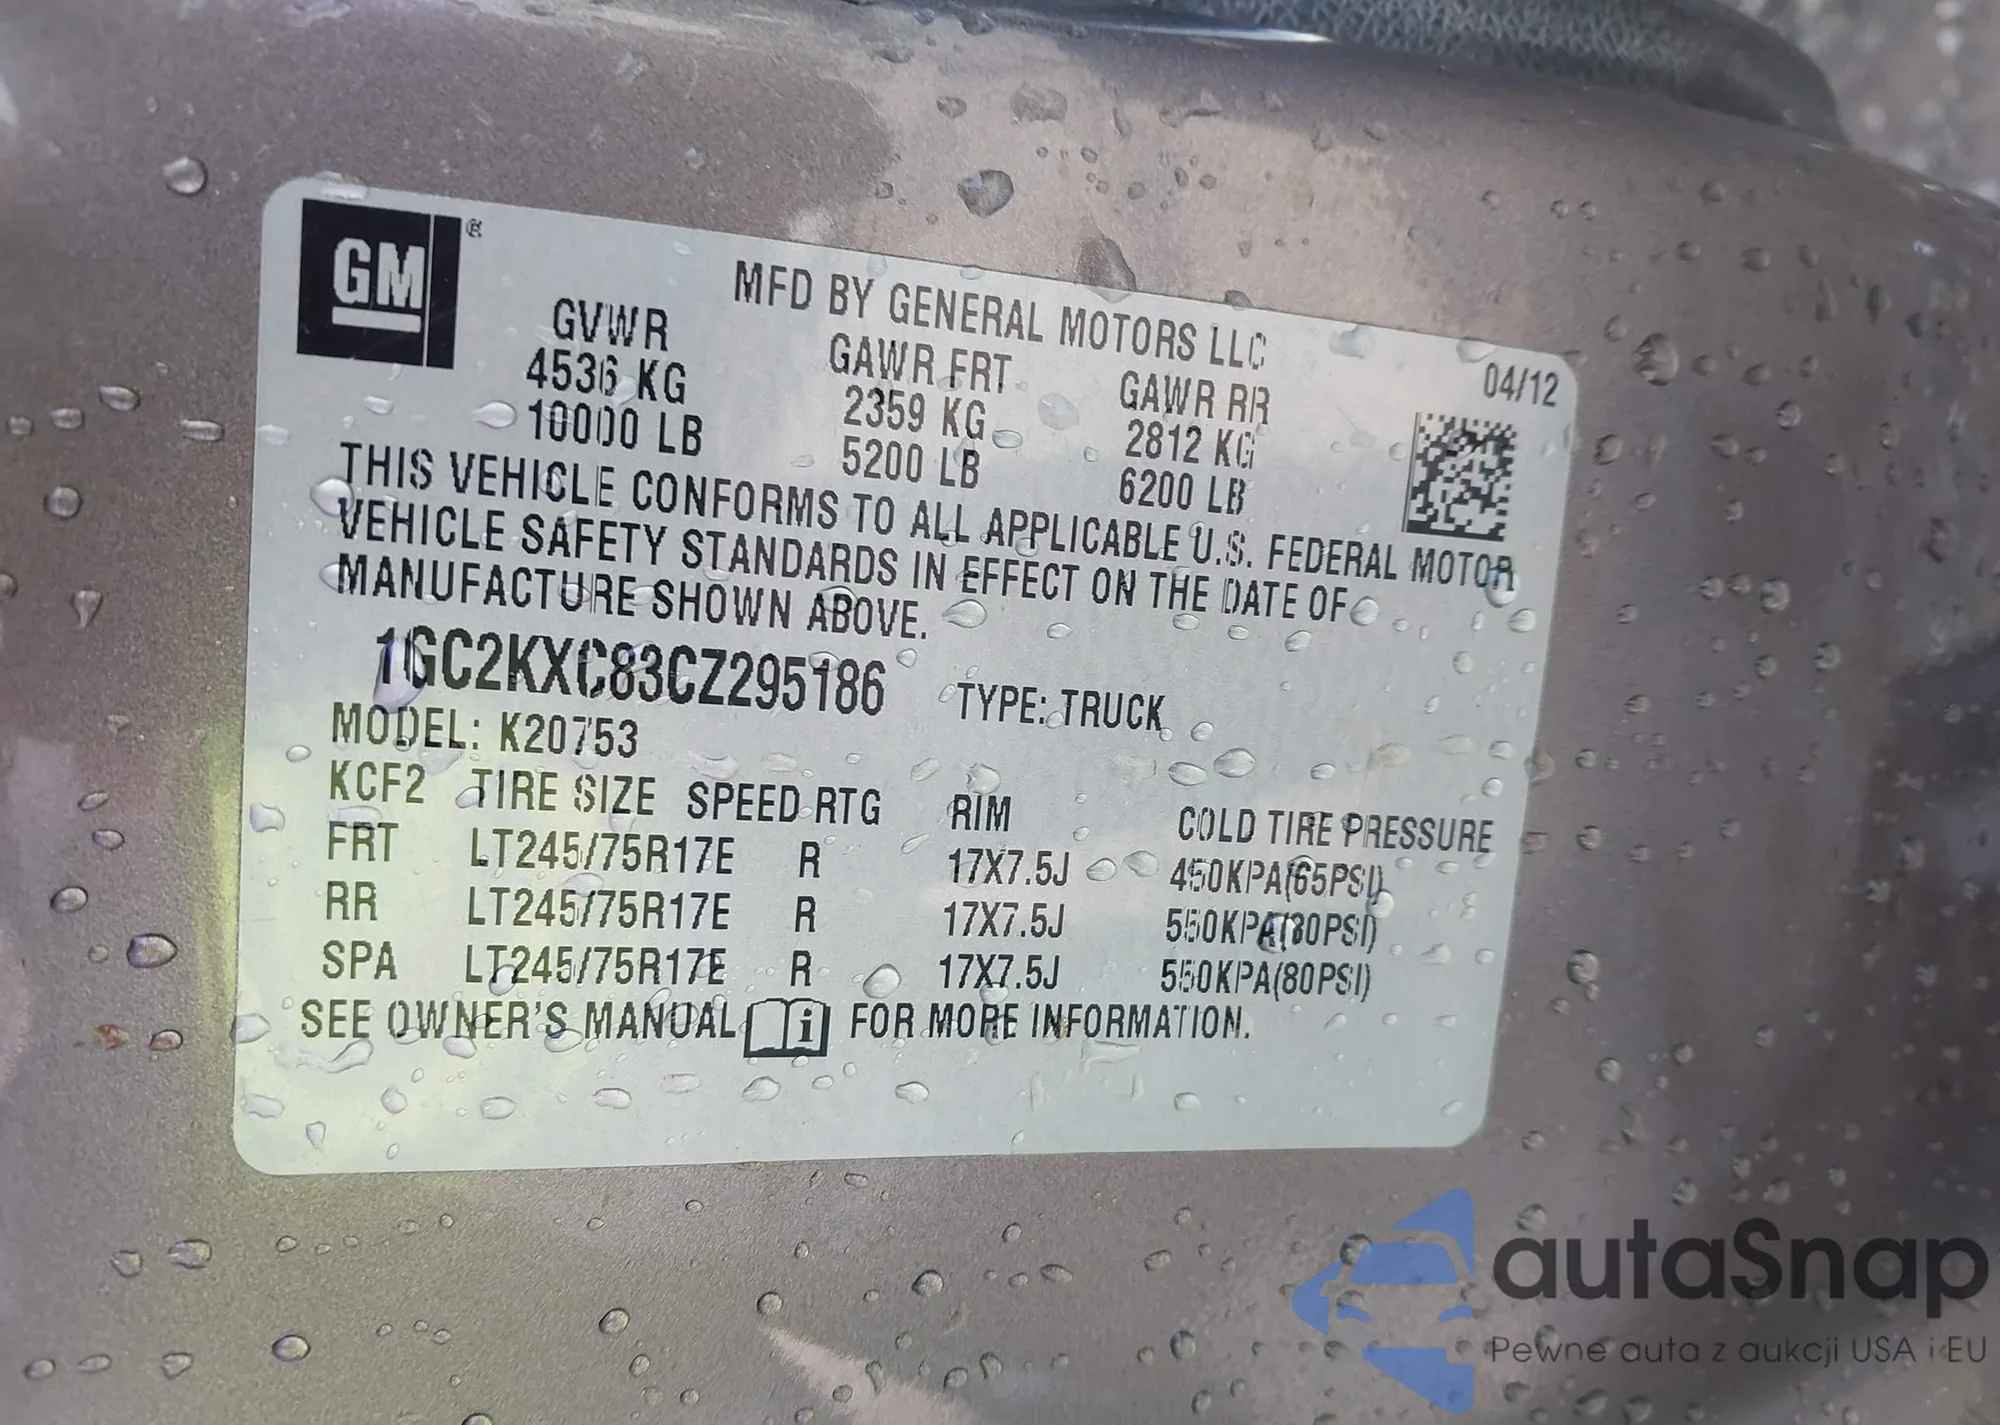 GM ®
MFD BY GENERAL MOTORS LLC
04/12
GVWR GAWR FRT GAWR RR
4536 KG 2359 KG 2812 KG
10000 LB 5200 LB 6200 LB
THIS VEHICLE CONFORMS TO ALL APPLICABLE U.S. FEDERAL MOTOR
VEHICLE SAFETY STANDARDS IN EFFECT ON THE DATE OF
MANUFACTURE SHOWN ABOVE.
1GC2KXC83CZ295186 TYPE: TRUCK
MODEL: K20753
KCF2 TIRE SIZE SPEED RTG RIM COLD TIRE PRESSURE
FRT LT245/75R17E R 17X7.5J 450KPA(65PSI)
RR LT245/75R17E R 17X7.5J 550KPA(80PSI)
SPA LT245/75R17E R 17X7.5J 550KPA(80PSI)
SEE OWNER'S MANUAL i FOR MORE INFORMATION.
autaSnap
Pewne auta z aukcji USA i EU